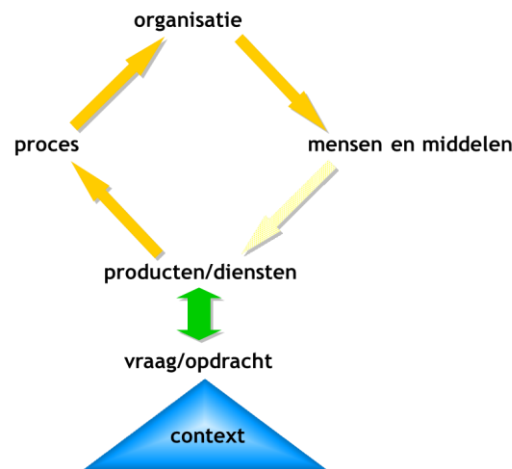 organisatie
proces
mensen en middelen
producten/diensten
vraag/opdracht
context